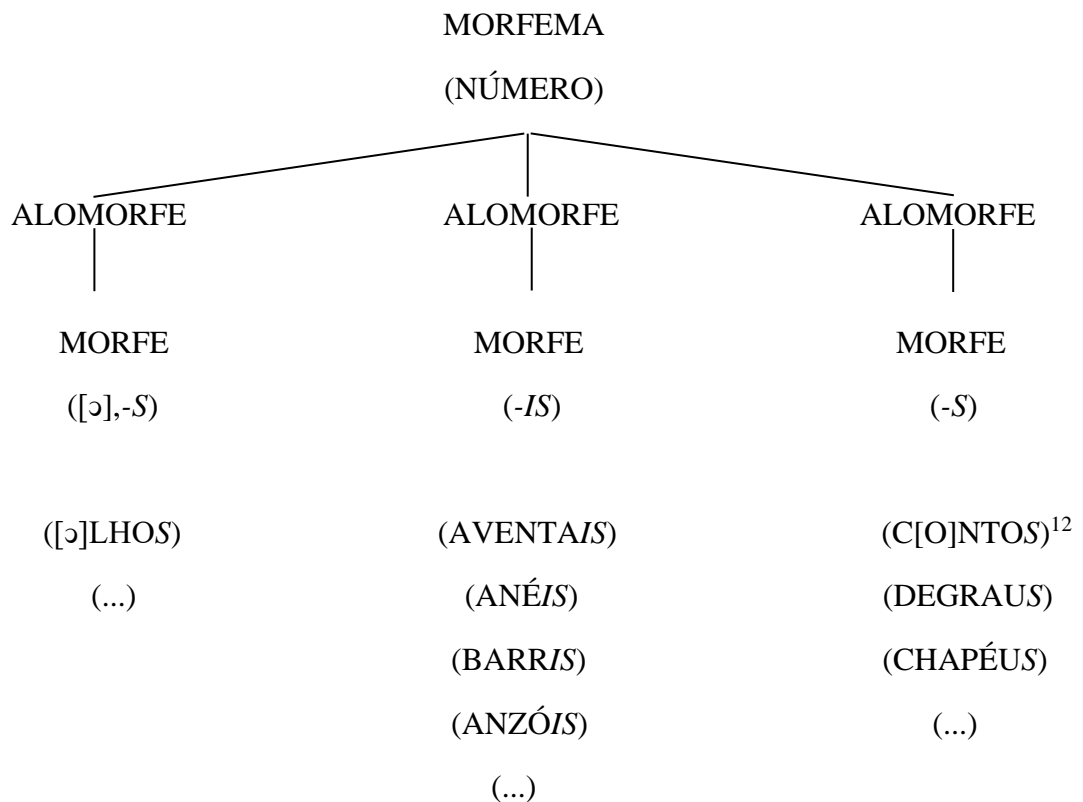 MORFEMA
(NÚMERO)
ALOMORFE ALOMORFE ALOMORFE
MORFE MORFE MORFE
([ɔ],-S) (-IS) (-S)
([ɔ]LHOS) (AVENTAIS) (C[O]NTOS)12
(...) (ANÉIS) (DEGRAUS)
(BARRIS) (CHAPÉUS)
(ANZÓIS) (...)
(...)